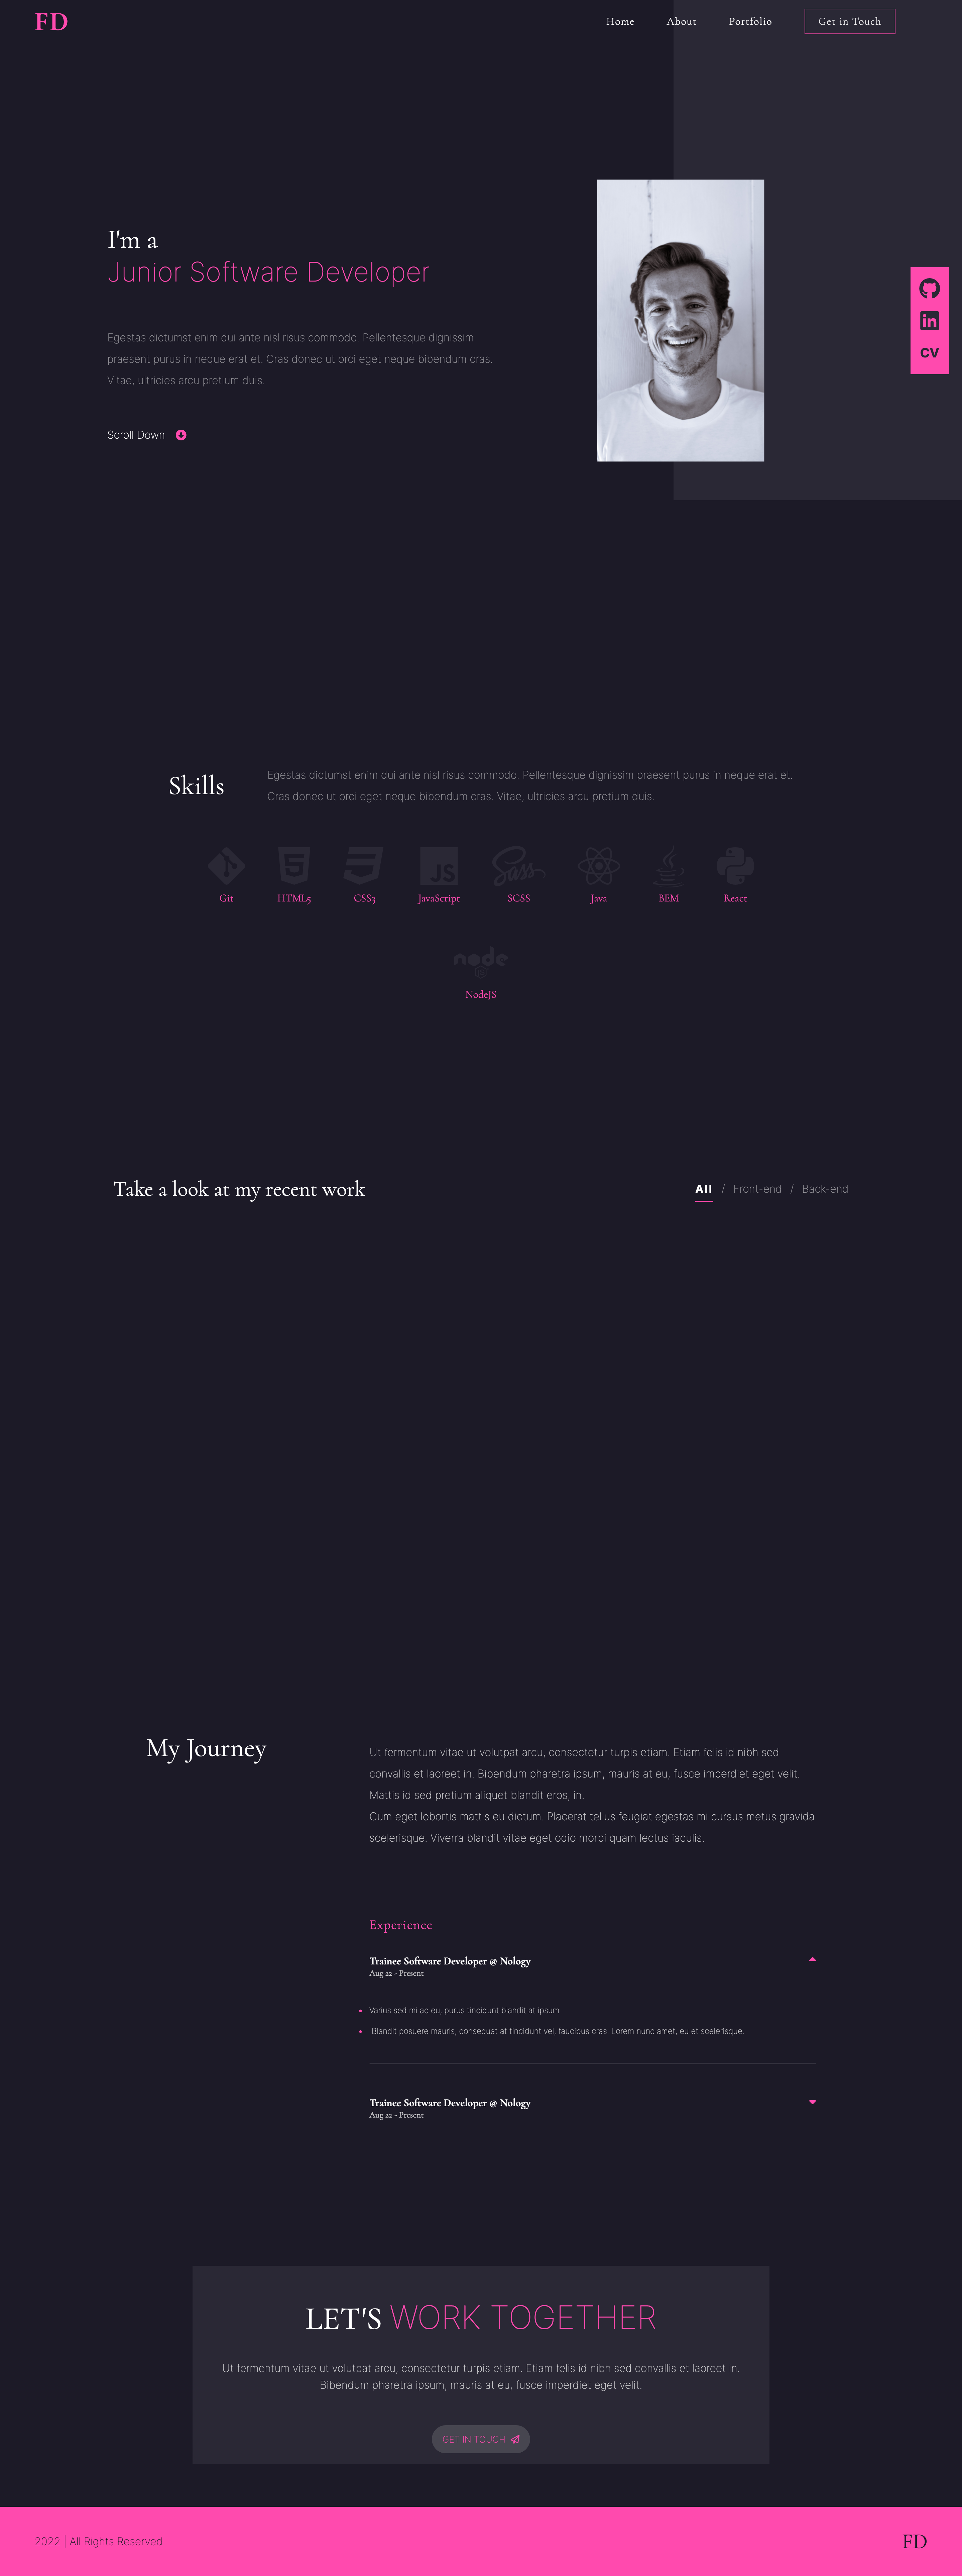 FD
Home About Portfolio Get in Touch
I'm a
Junior Software Developer
Egestas dictumst enim dui ante nisl risus commodo. Pellentesque dignissim
praesent purus in neque erat et. Cras donec ut orci eget neque bibendum cras.
Vitae, ultricies arcu pretium duis.
Scroll Down
in
CV
Skills
Egestas dictumst enim dui ante nisl risus commodo. Pellentesque dignissim praesent purus in neque erat et.
Cras donec ut orci eget neque bibendum cras. Vitae, ultricies arcu pretium duis.
JS Sass
Git HTML5 CSS3 JavaScript SCSS Java BEM React
node
JS
NodeJS
Take a look at my recent work
All / Front-end / Back-end
My Journey
Ut fermentum vitae ut volutpat arcu, consectetur turpis etiam. Etiam felis id nibh sed
convallis et laoreet in. Bibendum pharetra ipsum, mauris at eu, fusce imperdiet eget velit.
Mattis id sed pretium aliquet blandit eros, in.
Cum eget lobortis mattis eu dictum. Placerat tellus feugiat egestas mi cursus metus gravida
scelerisque. Viverra blandit vitae eget odio morbi quam lectus iaculis.
Experience
Trainee Software Developer @ Nology
Aug 22 - Present
Varius sed mi ac eu, purus tincidunt blandit at ipsum
Blandit posuere mauris, consequat at tincidunt vel, faucibus cras. Lorem nunc amet, eu et scelerisque.
Trainee Software Developer @ Nology
Aug 22 - Present
LET'S WORK TOGETHER
Ut fermentum vitae ut volutpat arcu, consectetur turpis etiam. Etiam felis id nibh sed convallis et laoreet in.
Bibendum pharetra ipsum, mauris at eu, fusce imperdiet eget velit.
GET IN TOUCH
2022 | All Rights Reserved
FD